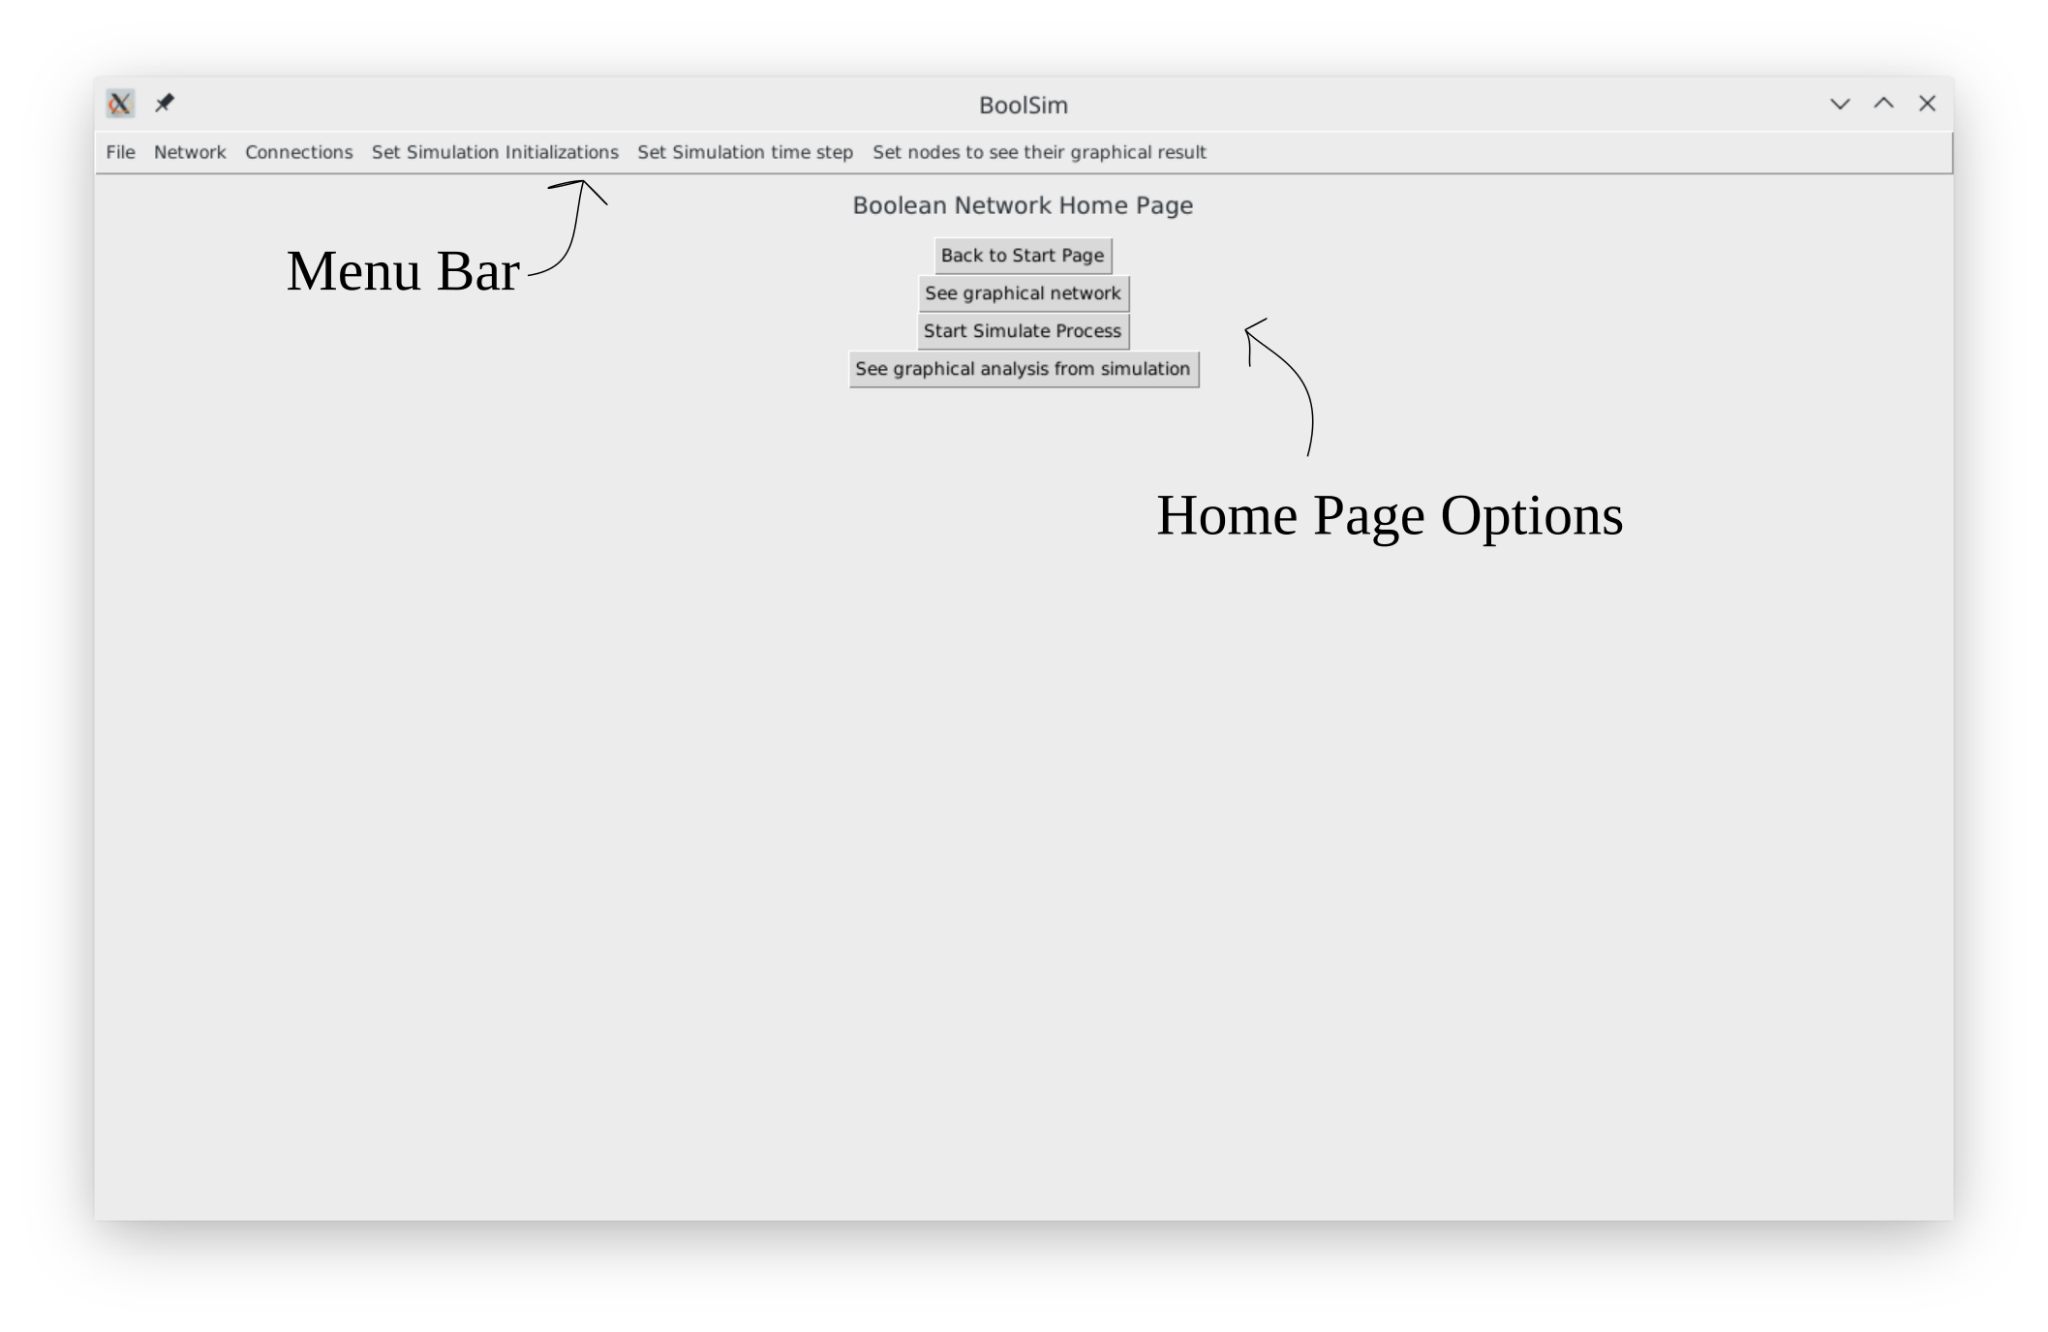 BoolSim
File Network Connections Set Simulation Initializations Set Simulation time step Set nodes to see their graphical result
Boolean Network Home Page
Back to Start Page
Menu Bar
See graphical network
Start Simulate Process
See graphical analysis from simulation
Home Page Options